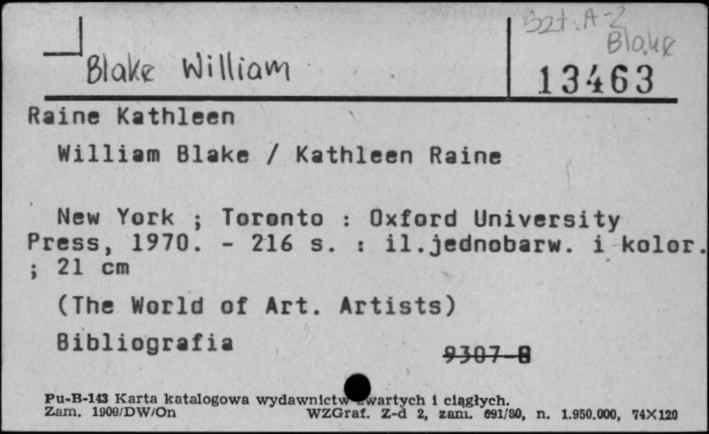 Szt. A-Z
Blake
Blake William
13463
Raine Kathleen
William Blake / Kathleen Raine
New York ; Toronto : Oxford University
Press, 1970. - 216 s. : il.jednobarw. i kolor.
; 21 cm
(The World of Art. Artists)
Bibliografia
9307-8
Pu-B-143 Karta katalogowa wydawnictw zwartych i ciągłych.
Zam. 1909/DW/On WZGraf. Z-d 2, zam. 691/80, n. 1.950.000, 74X120